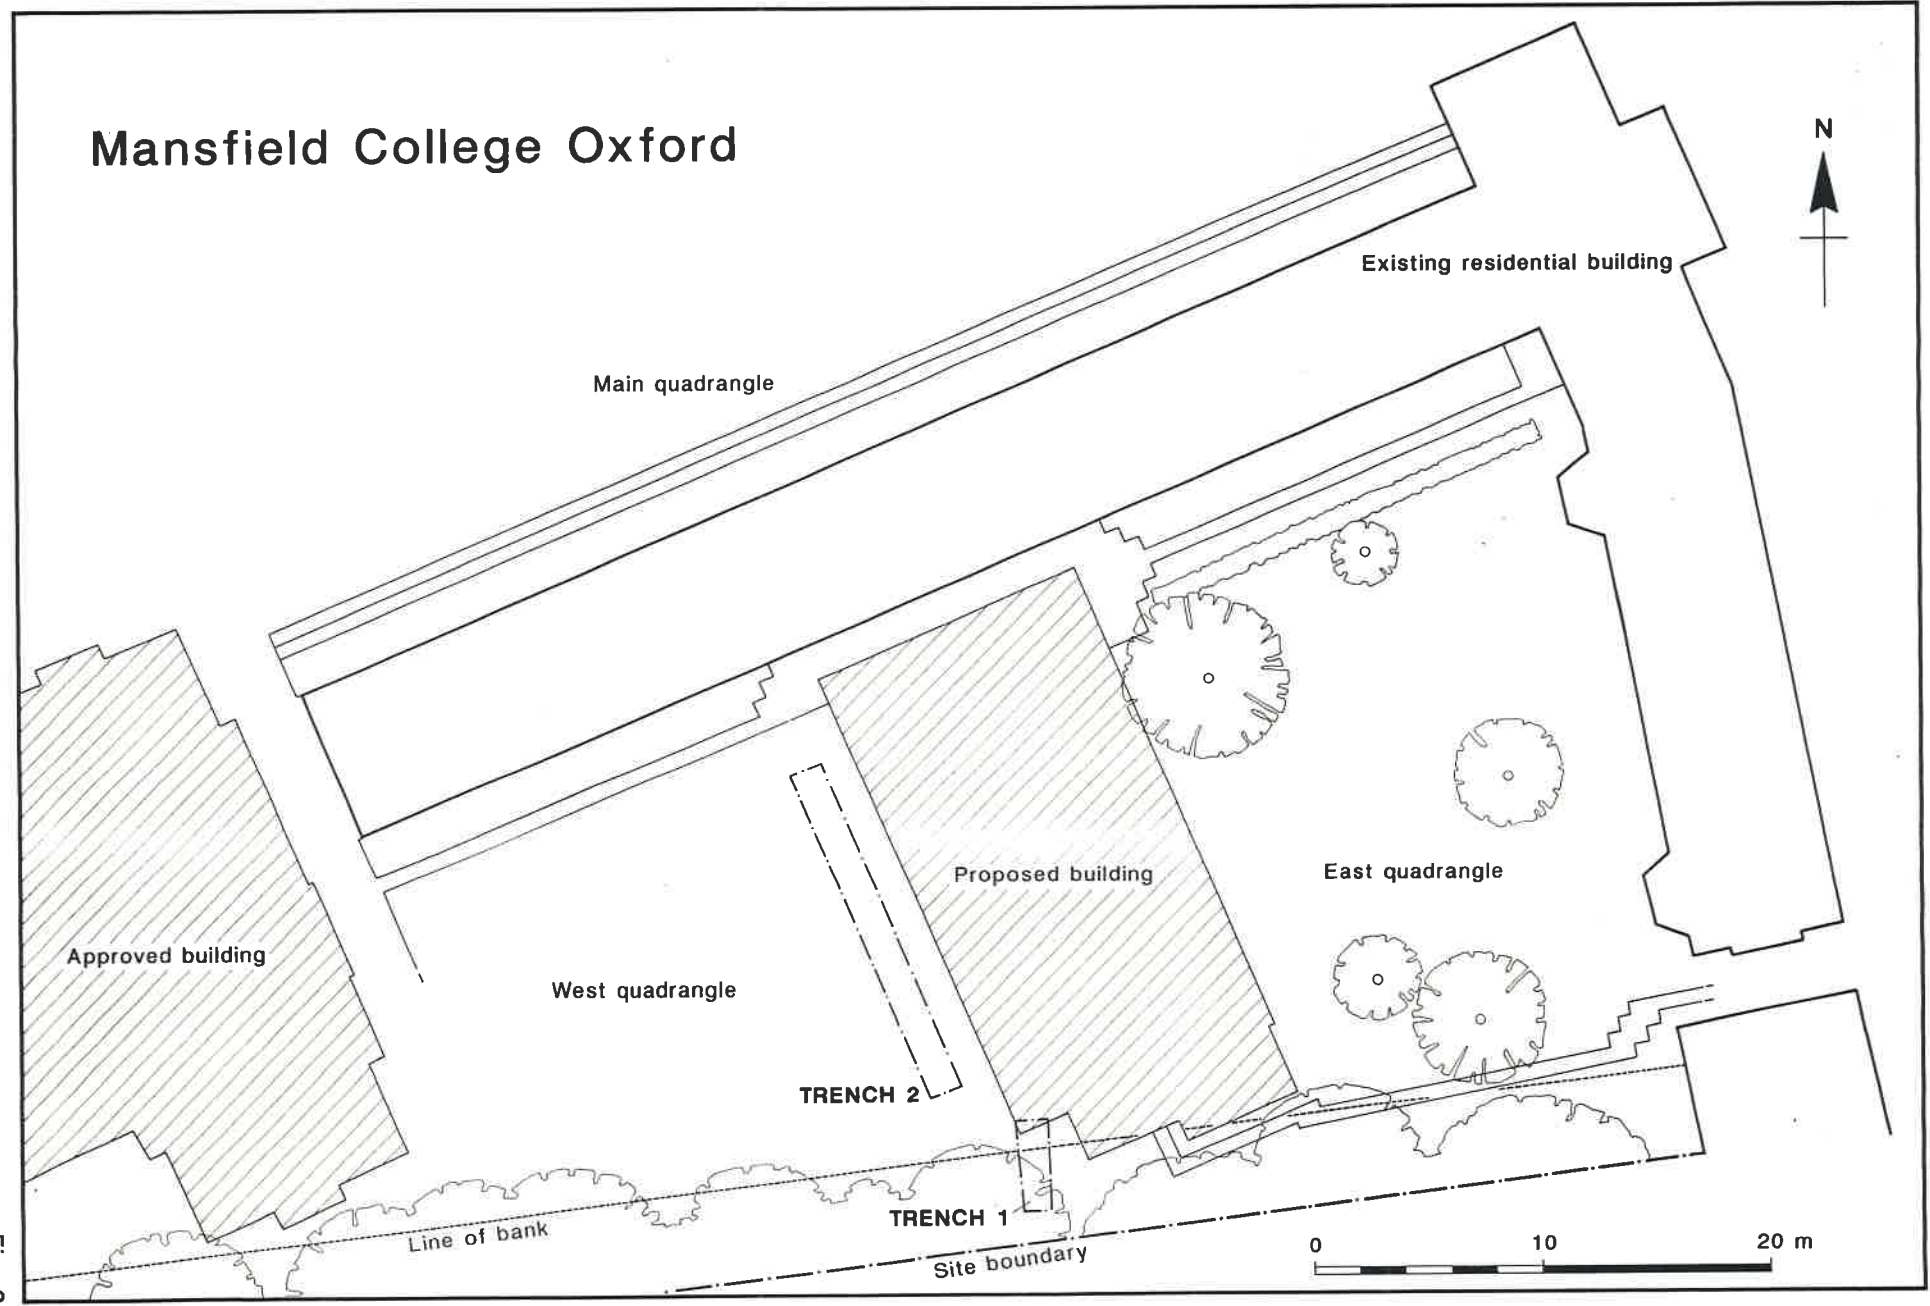 Mansfield College Oxford
N
Existing residential building
Main quadrangle
Proposed building
East quadrangle
Approved building
West quadrangle
TRENCH 2
TRENCH 1
Line of bank
Site boundary
0 10 20 m